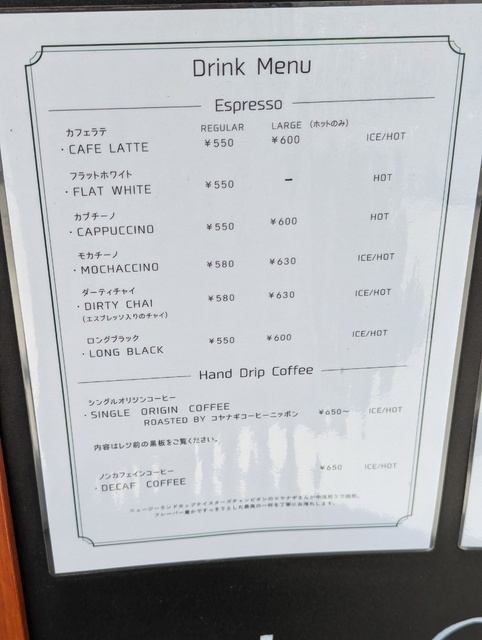 Drink Menu
Espresso
REGULAR LARGE (ホットのみ)
カフェラテ
・CAFE LATTE ¥550 ¥600 ICE/HOT
フラットホワイト
・FLAT WHITE ¥550 – HOT
カプチーノ
・CAPPUCCINO ¥550 ¥600 HOT
モカチーノ
・MOCHACCINO ¥580 ¥630 ICE/HOT
ダーティチャイ
・DIRTY CHAI ¥580 ¥630 ICE/HOT
(エスプレッソ入りのチャイ)
ロングブラック
・LONG BLACK ¥550 ¥600 ICE/HOT
Hand Drip Coffee
シングルオリジンコーヒー
・SINGLE ORIGIN COFFEE ¥650〜 ICE/HOT
ROASTED BY コヤナギコーヒーニッポン
内容はレジ前の黒板をご覧ください。
ノンカフェインコーヒー
・DECAF COFFEE ¥650 ICE/HOT